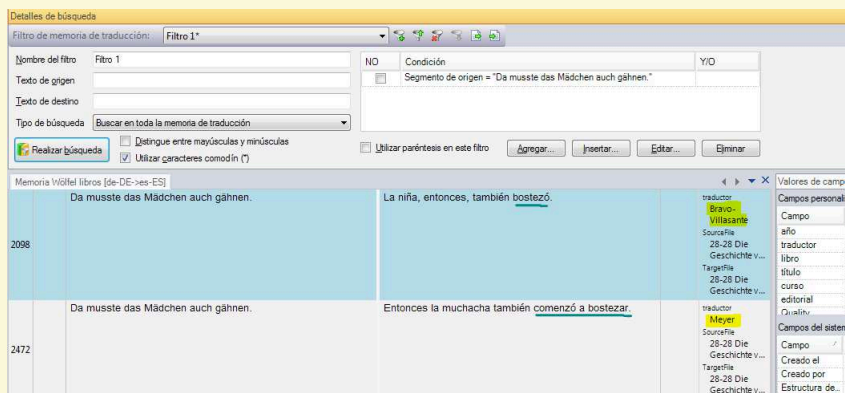 Detalles de búsqueda
Filtro de memoria de traducción: Filtro 1*
Nombre del filtro Filtro 1
Texto de origen
Texto de destino
Tipo de búsqueda Buscar en toda la memoria de traducción
Realizar búsqueda
Distingue entre mayúsculas y minúsculas
Utilizar caracteres comodín (*)
NO Condición Y/O
Segmento de origen = "Da musste das Mädchen auch gähnen."
Utilizar paréntesis en este filtro Agregar... Insertar... Editar... Eliminar
Memoria Wölfel libros [de-DE->es-ES]
2098 Da musste das Mädchen auch gähnen. La niña, entonces, también bostezó.
traductor
Bravo-
Villasante
SourceFile
28-28 Die
Geschichte v...
TargetFile
28-28 Die
Geschichte v...
2472 Da musste das Mädchen auch gähnen. Entonces la muchacha también comenzó a bostezar.
traductor
Meyer
SourceFile
28-28 Die
Geschichte v...
TargetFile
28-28 Die
Geschichte v...
Valores de camp
Campos personali
Campo
año
traductor
libro
título
curso
editorial
Quality
Campos del sistem
Campo
Creado el
Creado por
Estructura de...